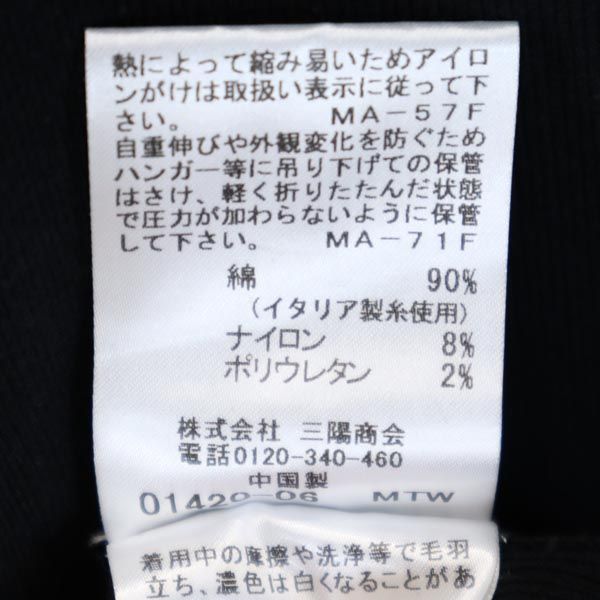 熱によって縮み易いためアイロ
ンがけは取扱い表示に従って下
さい。 MA-57F
自重伸びや外観変化を防ぐため
ハンガー等に吊り下げての保管
はさけ、軽く折りたたんだ状態
で圧力が加わらないように保管
して下さい。 MA-71F
綿 90%
(イタリア製糸使用)
ナイロン 8%
ポリウレタン 2%
株式会社 三陽商会
電話0120-340-460
中国製
01420-06 MTW
着用中の摩擦や洗浄等で毛羽
立ち、濃色は白くなることがあ